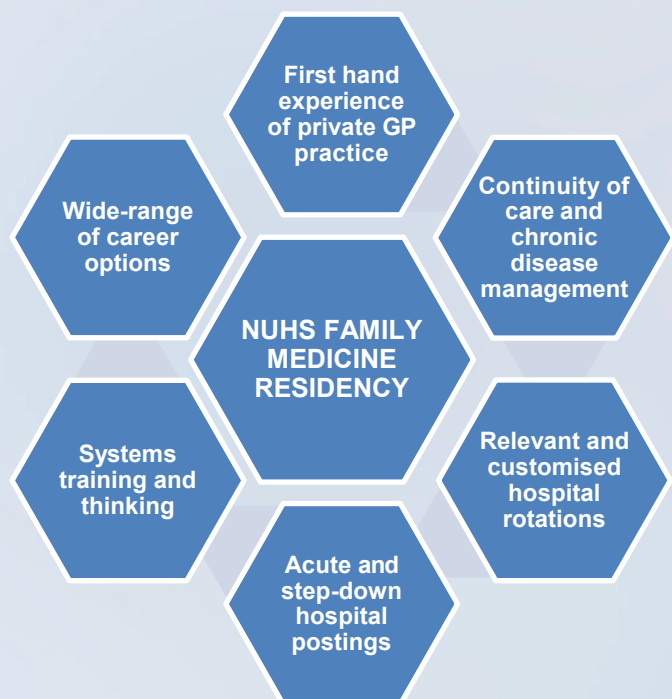 First hand
experience
of private GP
practice
Continuity of
care and
chronic
disease
management
Wide-range
of career
options
NUHS FAMILY
MEDICINE
RESIDENCY
Relevant and
customised
hospital
rotations
Systems
training and
thinking
Acute and
step-down
hospital
postings